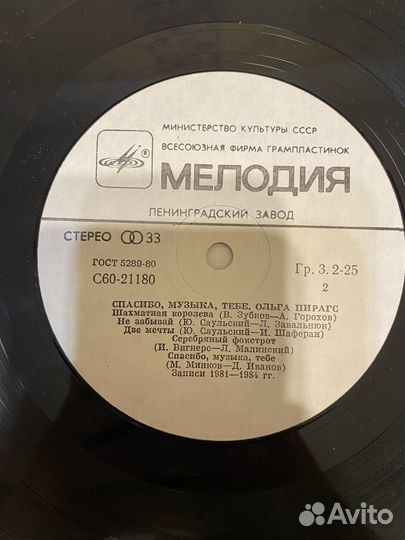 МИНИСТЕРСТВО КУЛЬТУРЫ СССР
ВСЕСОЮЗНАЯ ФИРМА ГРАМПЛАСТИНОК
МЕЛОДИЯ
ЛЕНИНГРАДСКИЙ ЗАВОД
СТЕРЕО 33
ГОСТ 5289-80
С60-21180
Гр. 3. 2-25
2
СПАСИБО, МУЗЫКА, ТЕБЕ. ОЛЬГА ПИРАГС
Шахматная королева (В. Зубков—А. Горохов)
Не забывай (Ю. Саульский—Л. Завальнюк)
Две мечты (Ю. Саульский—И. Шаферан)
Серебряный фокстрот
(И. Вигнерс—Л. Малинский)
Спасибо, музыка, тебе
(М. Минков—Д. Иванов)
Записи 1981—1984 гг.
Avito